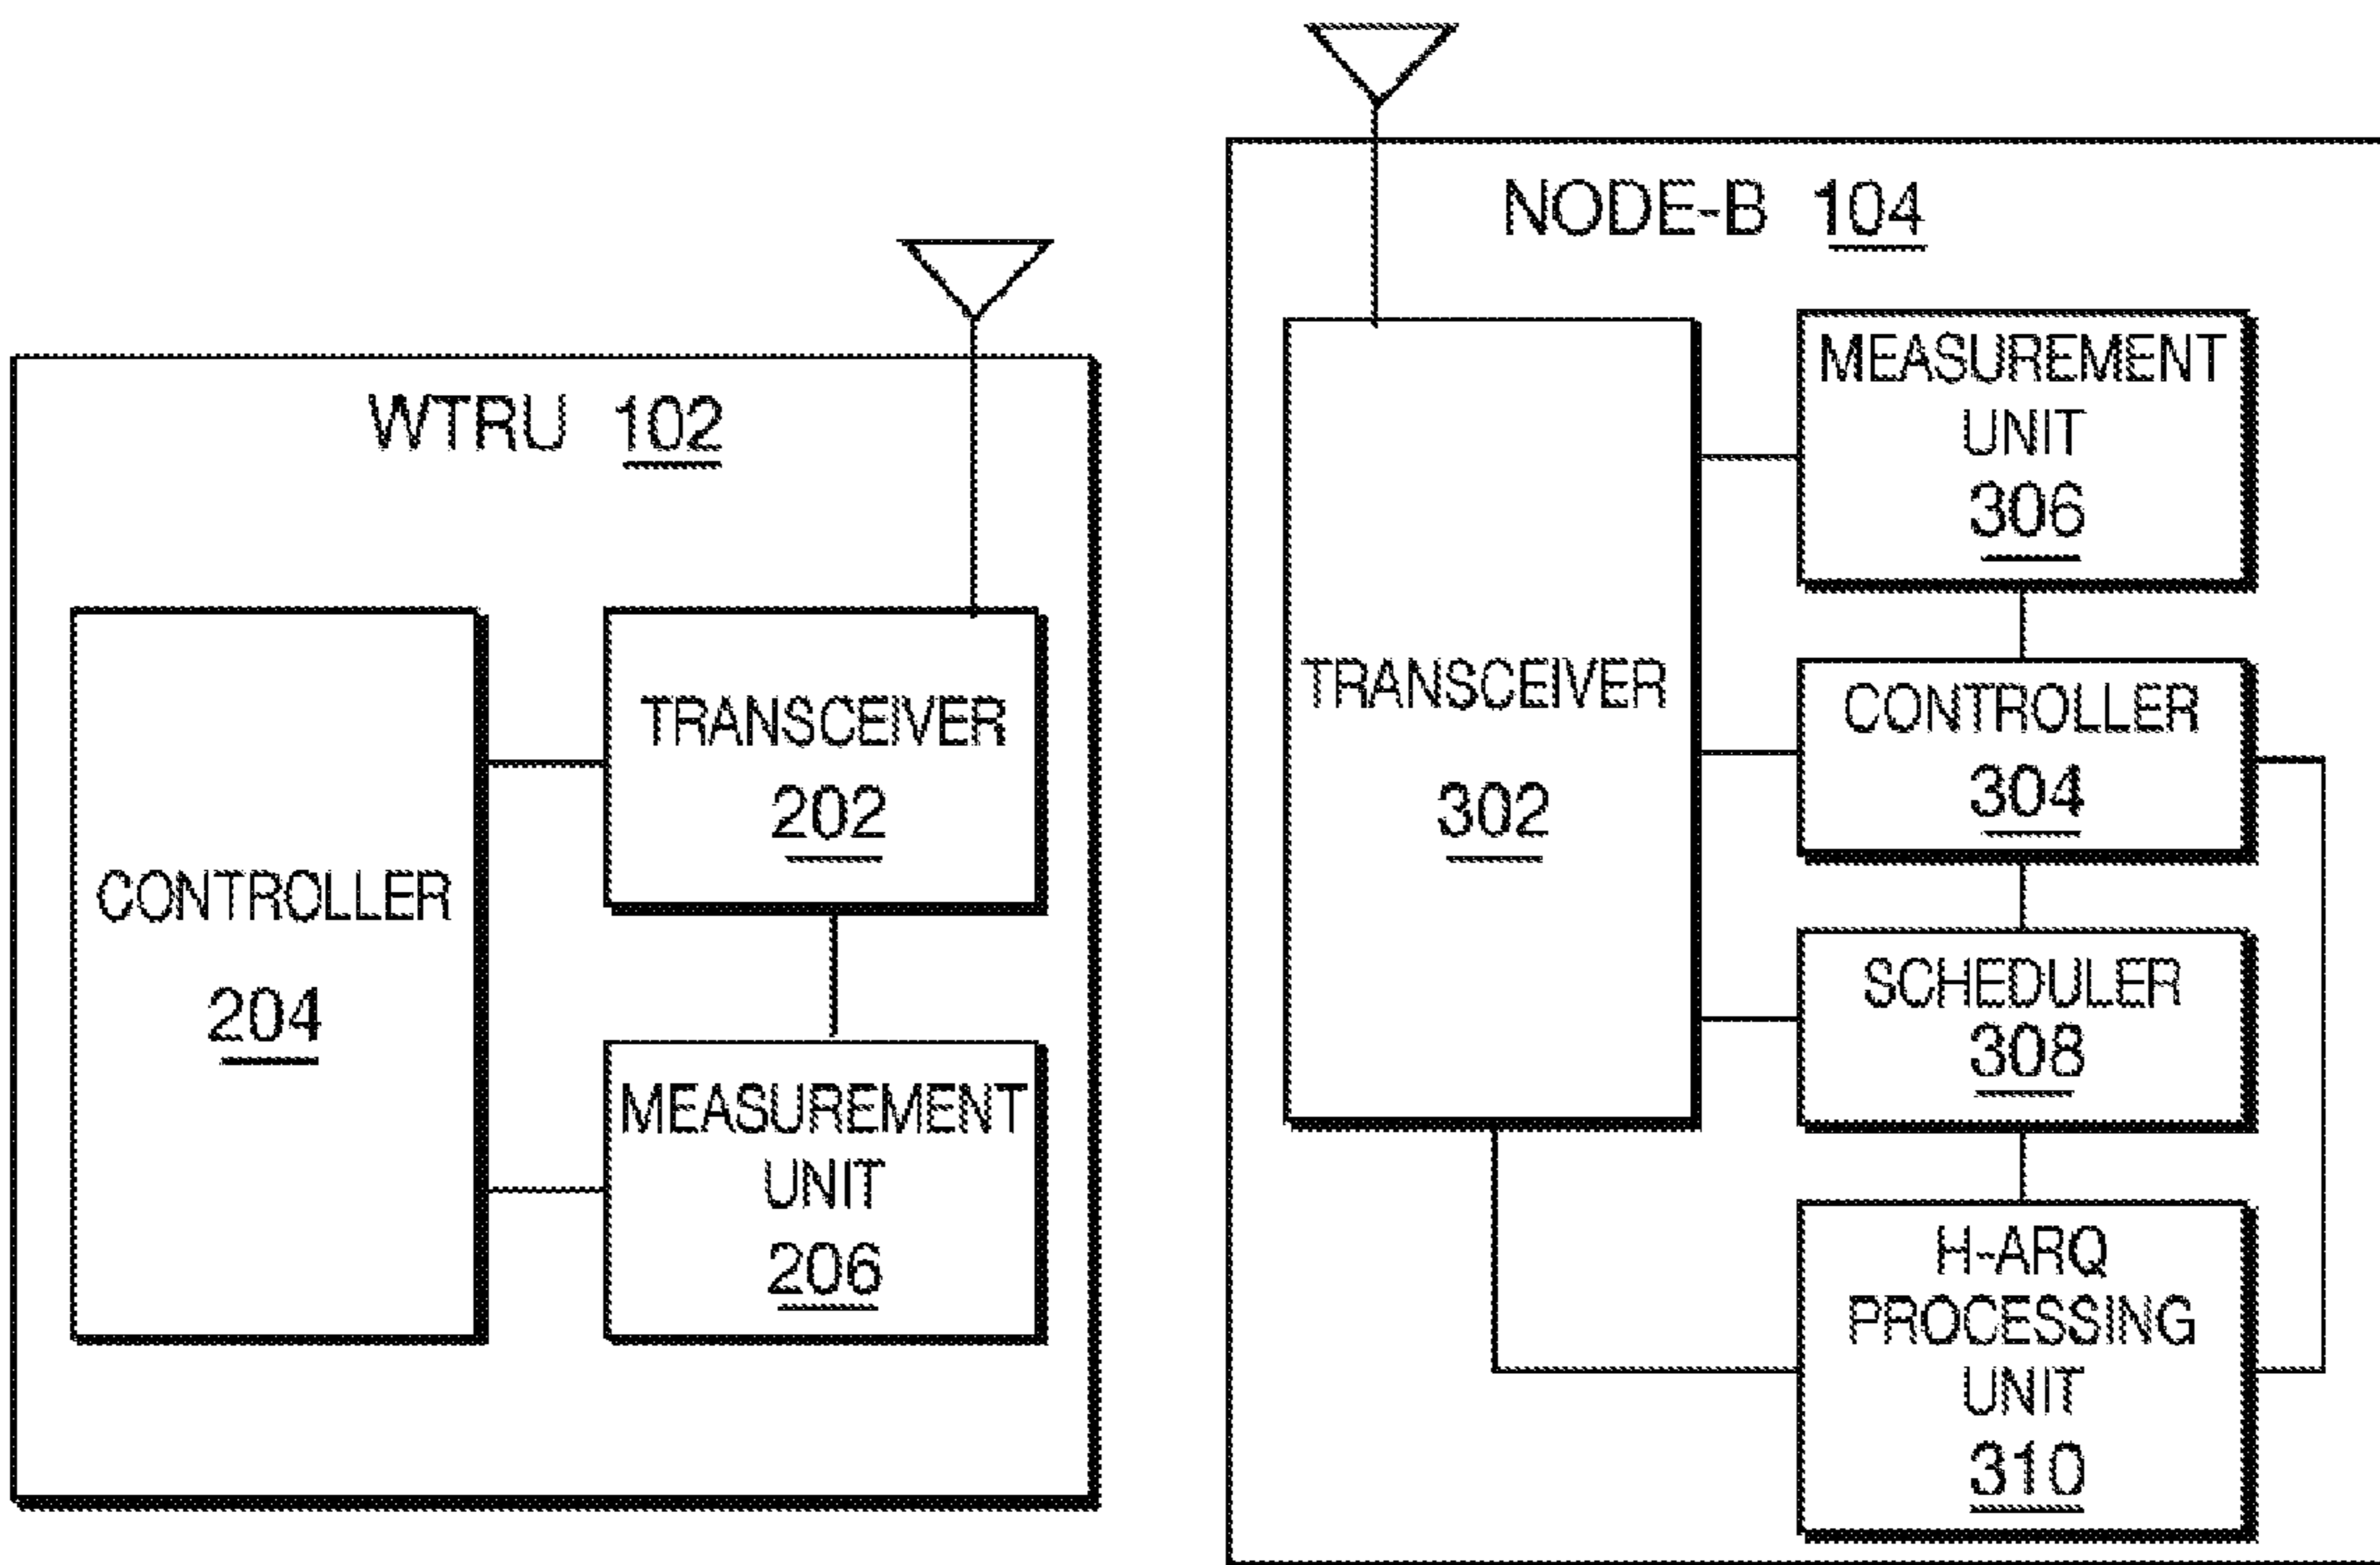 WTRU 102
CONTROLLER
204
TRANSCEIVER
202
MEASUREMENT
UNIT
206
NODE-B 104
TRANSCEIVER
302
MEASUREMENT
UNIT
306
CONTROLLER
304
SCHEDULER
308
H-ARQ
PROCESSING
UNIT
310